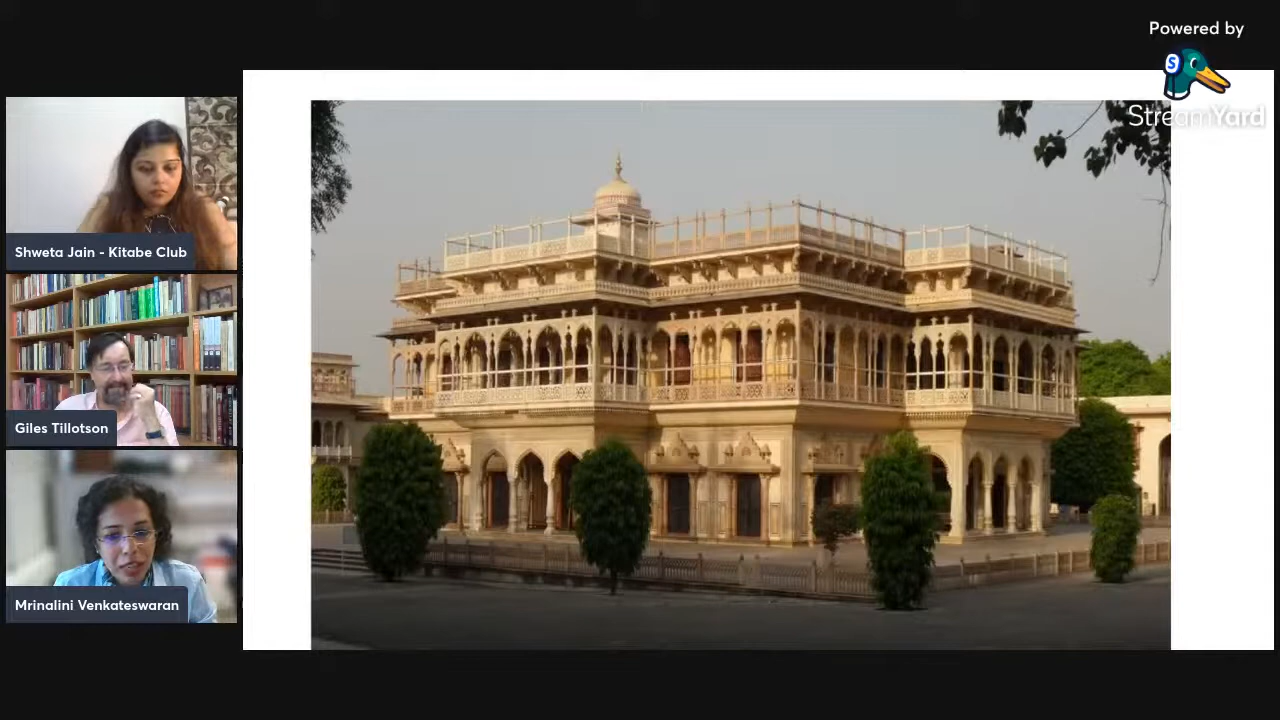 Powered by
S
StreamYard
Shweta Jain - Kitabe Club
Giles Tillotson
Mrinalini Venkateswaran